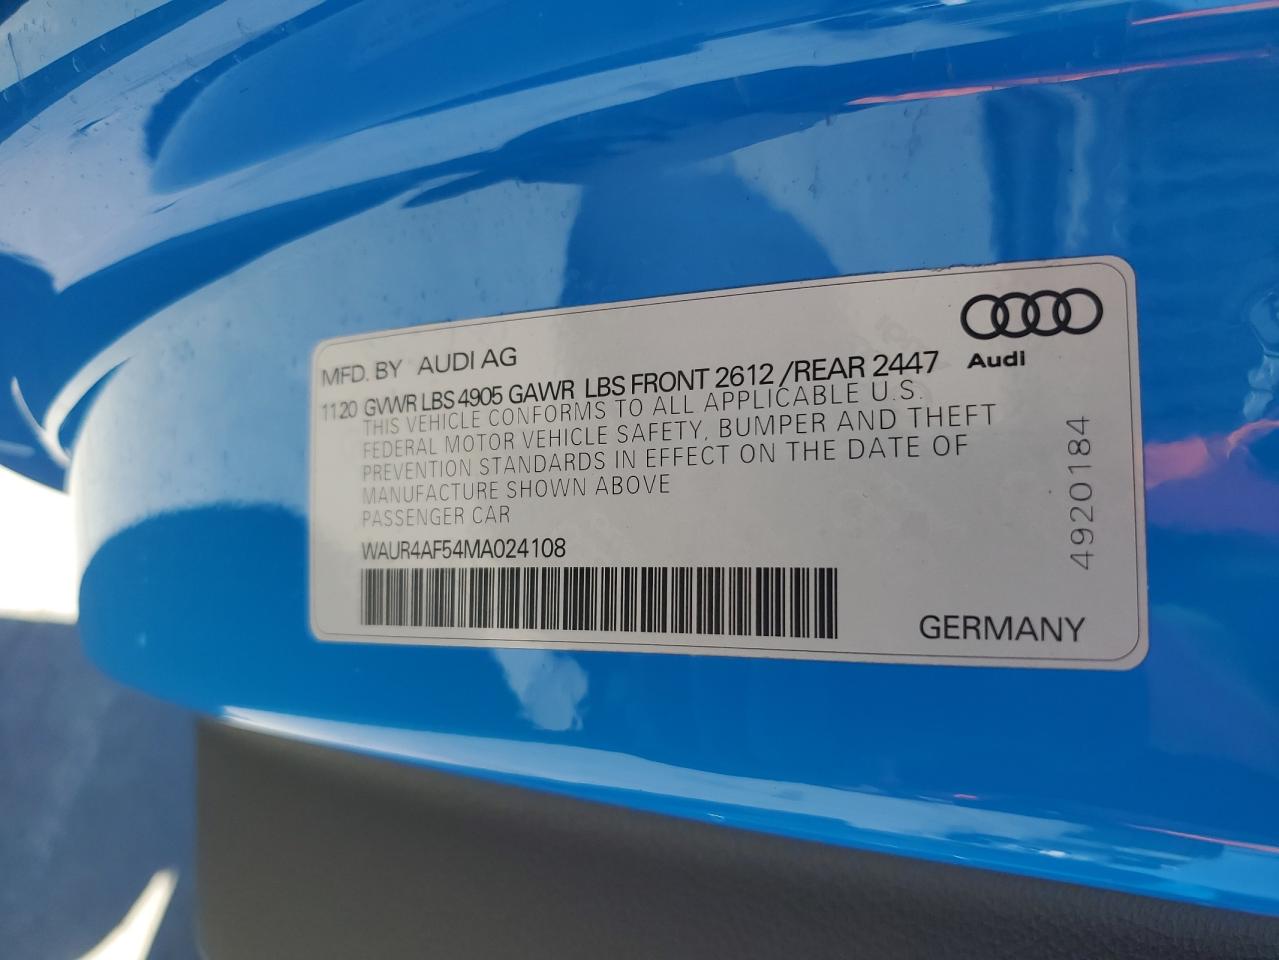 MFD. BY AUDI AG
Audi
1120 GVWR LBS 4905 GAWR LBS FRONT 2612 /REAR 2447
THIS VEHICLE CONFORMS TO ALL APPLICABLE U.S.
FEDERAL MOTOR VEHICLE SAFETY, BUMPER AND THEFT
PREVENTION STANDARDS IN EFFECT ON THE DATE OF
MANUFACTURE SHOWN ABOVE
PASSENGER CAR
WAUR4AF54MA024108
GERMANY
4920184